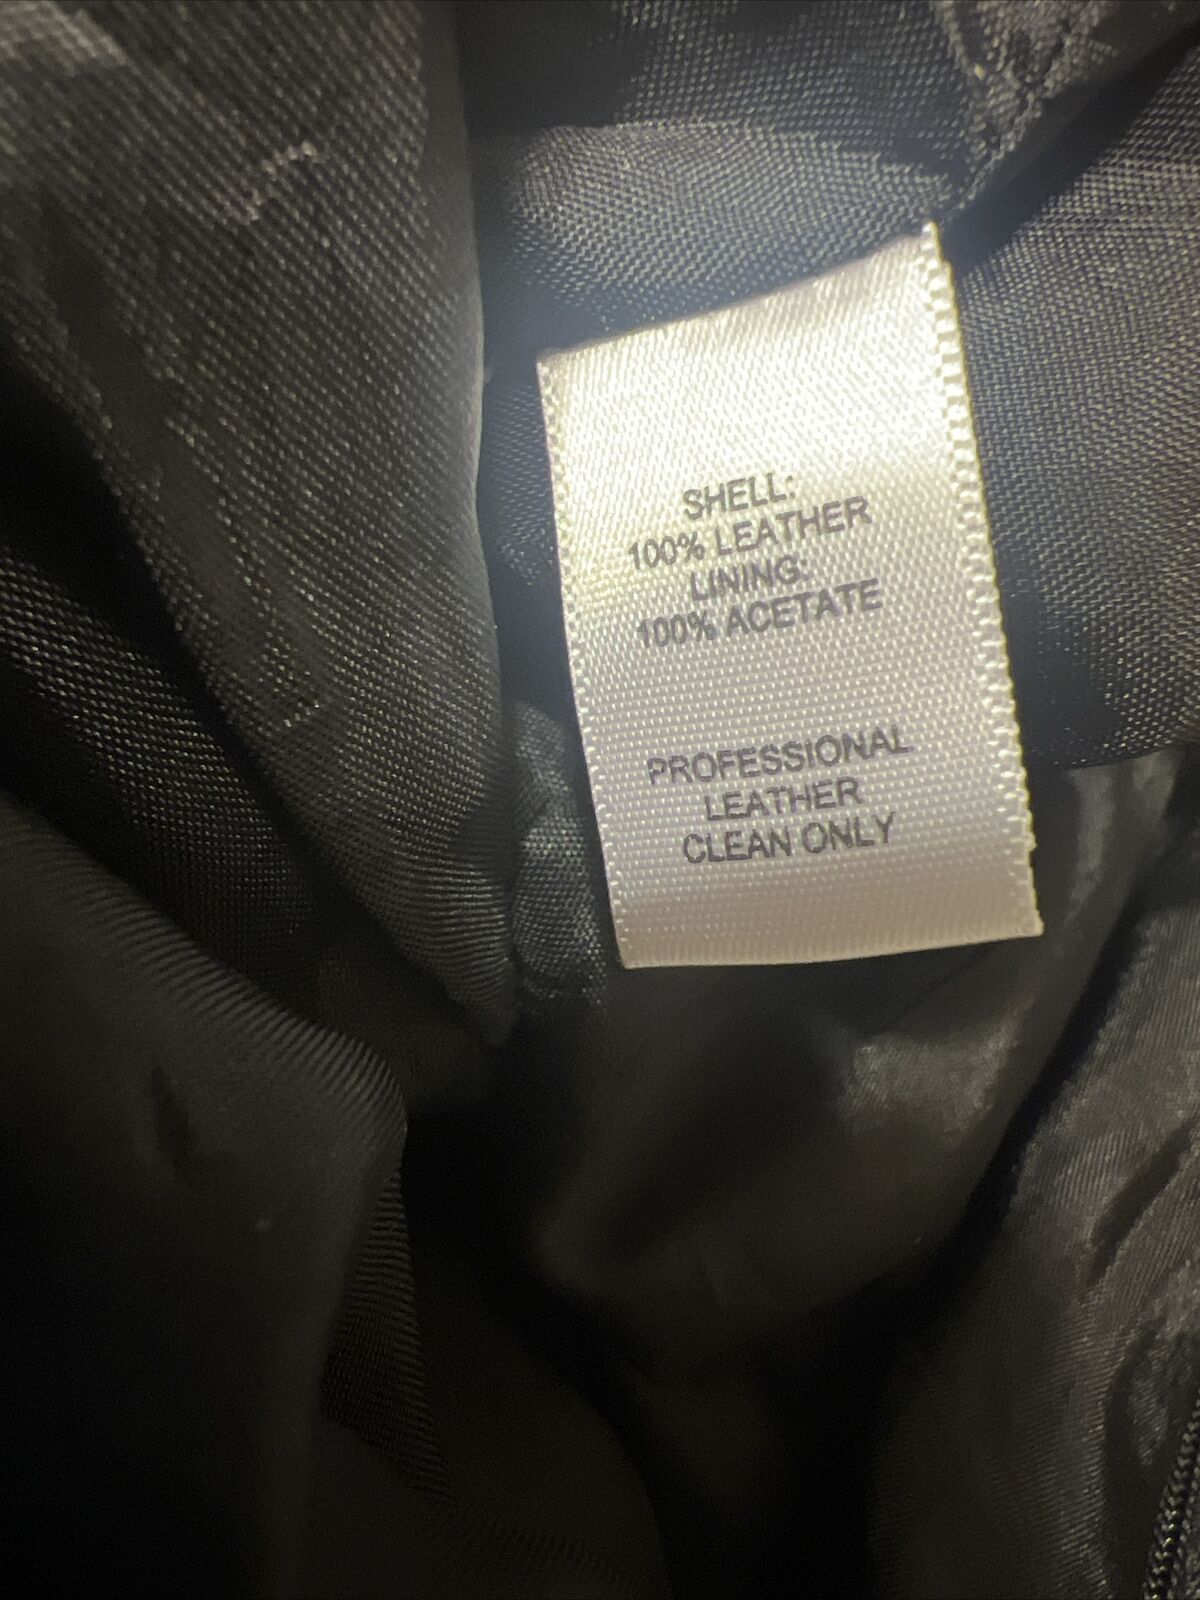 SHELL:
100% LEATHER
LINING:
100% ACETATE
PROFESSIONAL
LEATHER
CLEAN ONLY